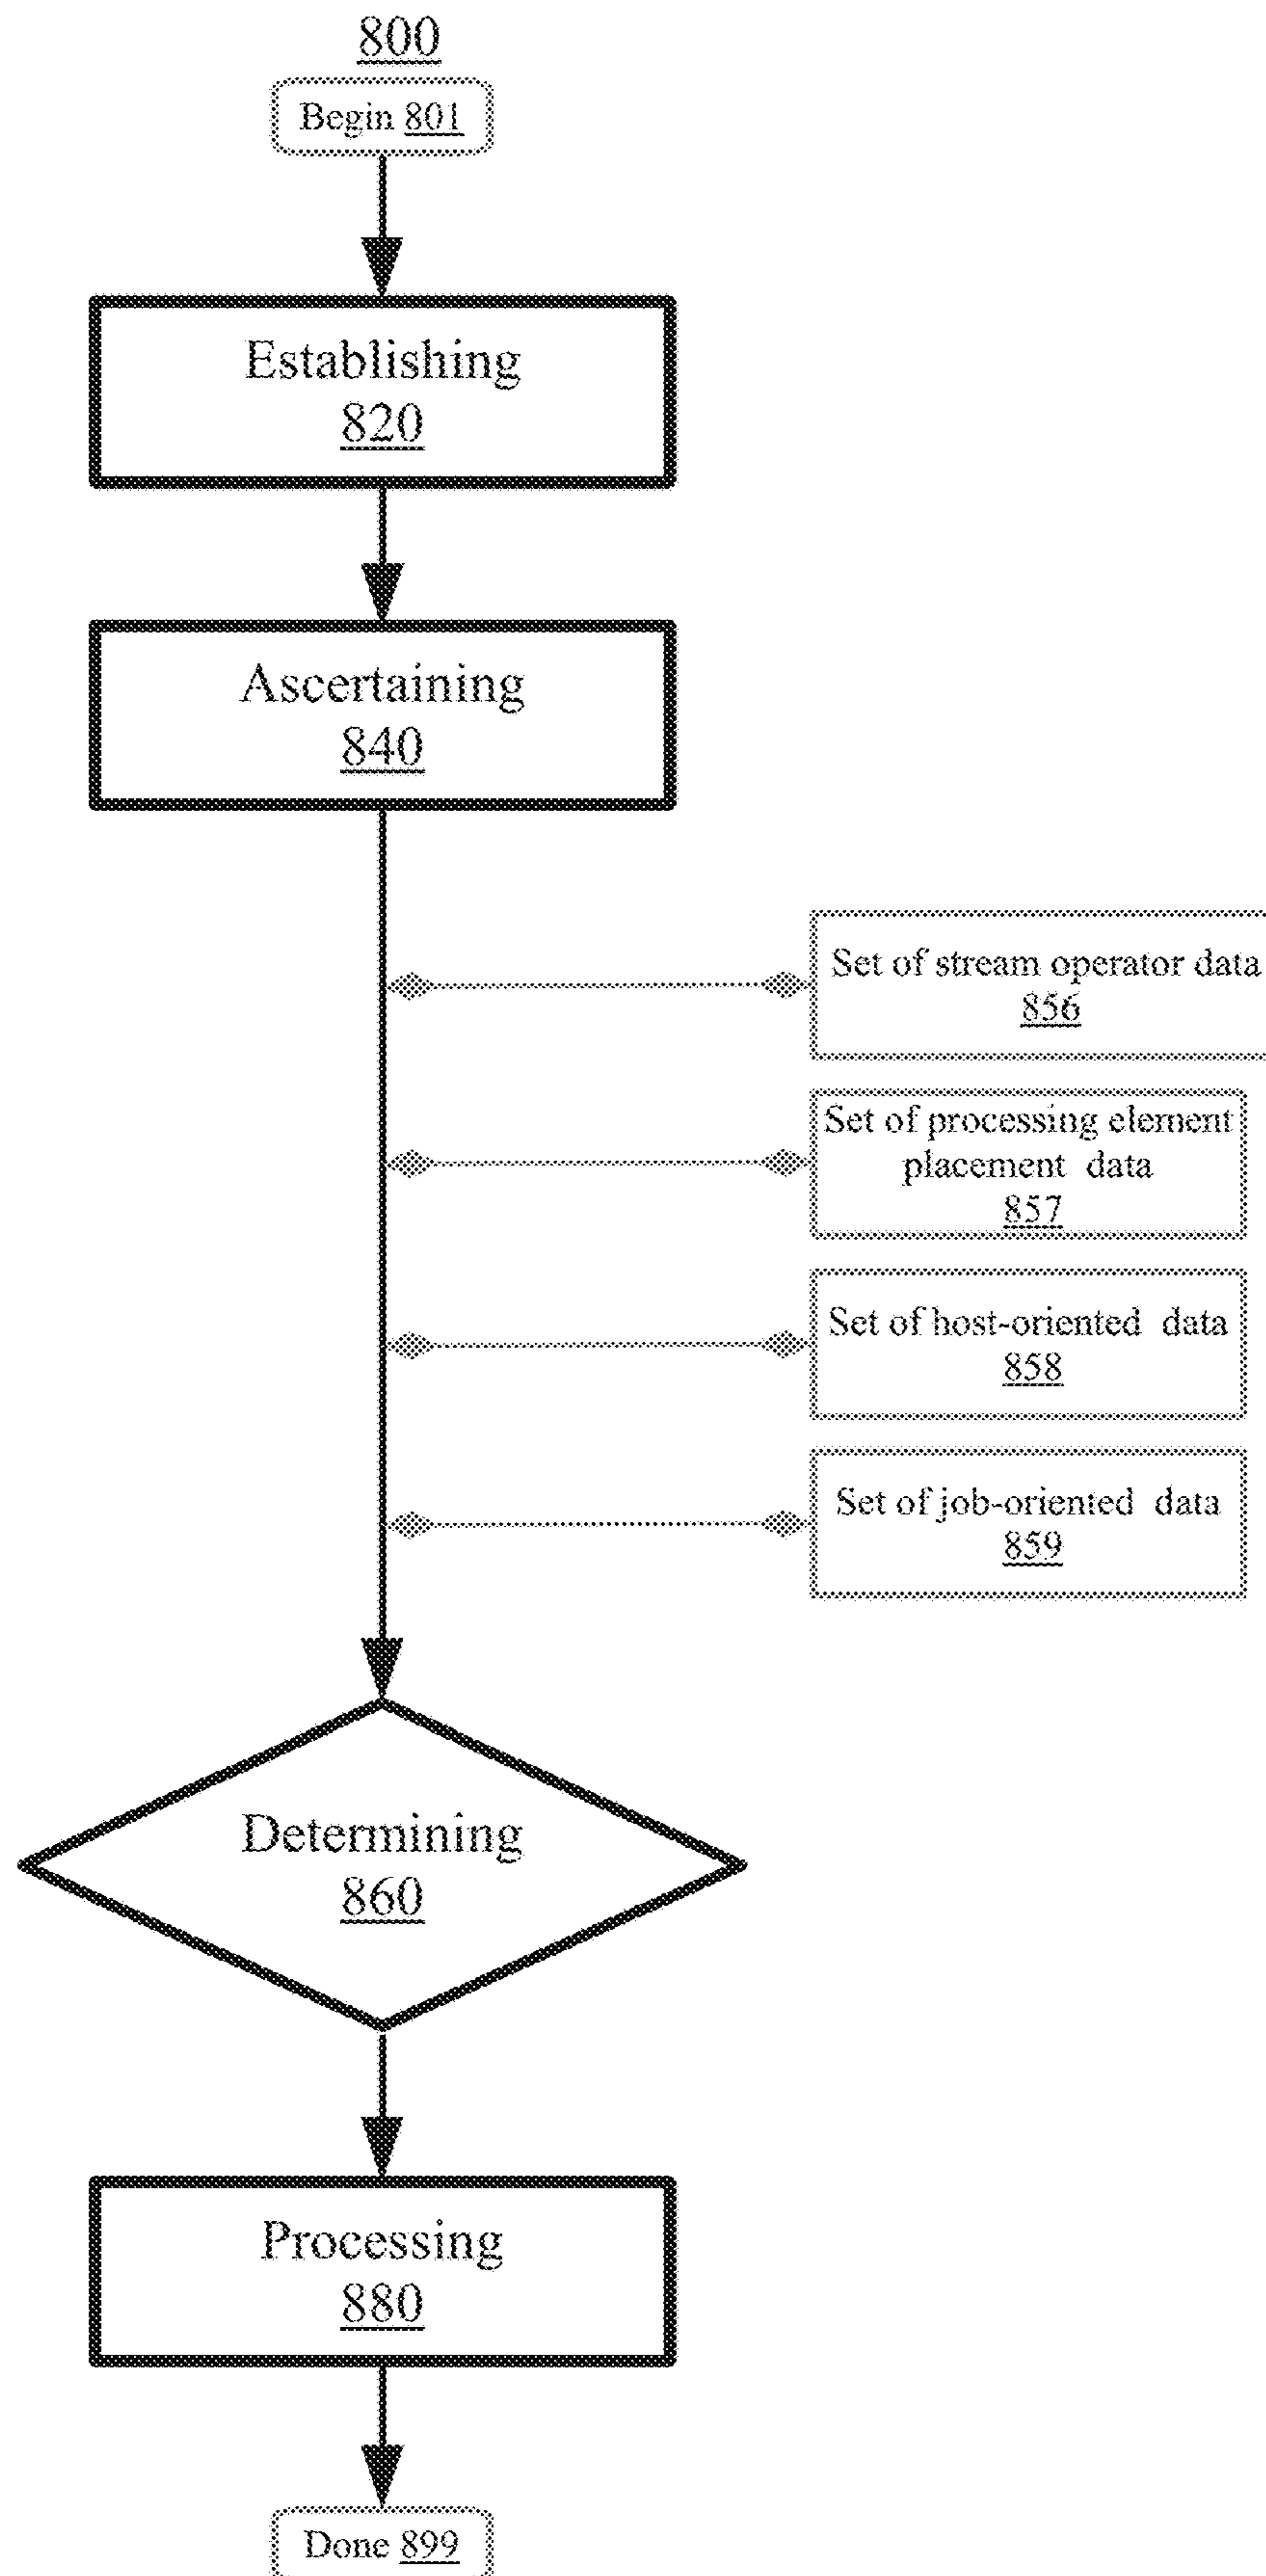 800
Begin 801
Establishing
820
Ascertaining
840
Set of stream operator data
856
Set of processing element
placement data
857
Set of host-oriented data
858
Set of job-oriented data
859
Determining
860
Processing
880
Done 899